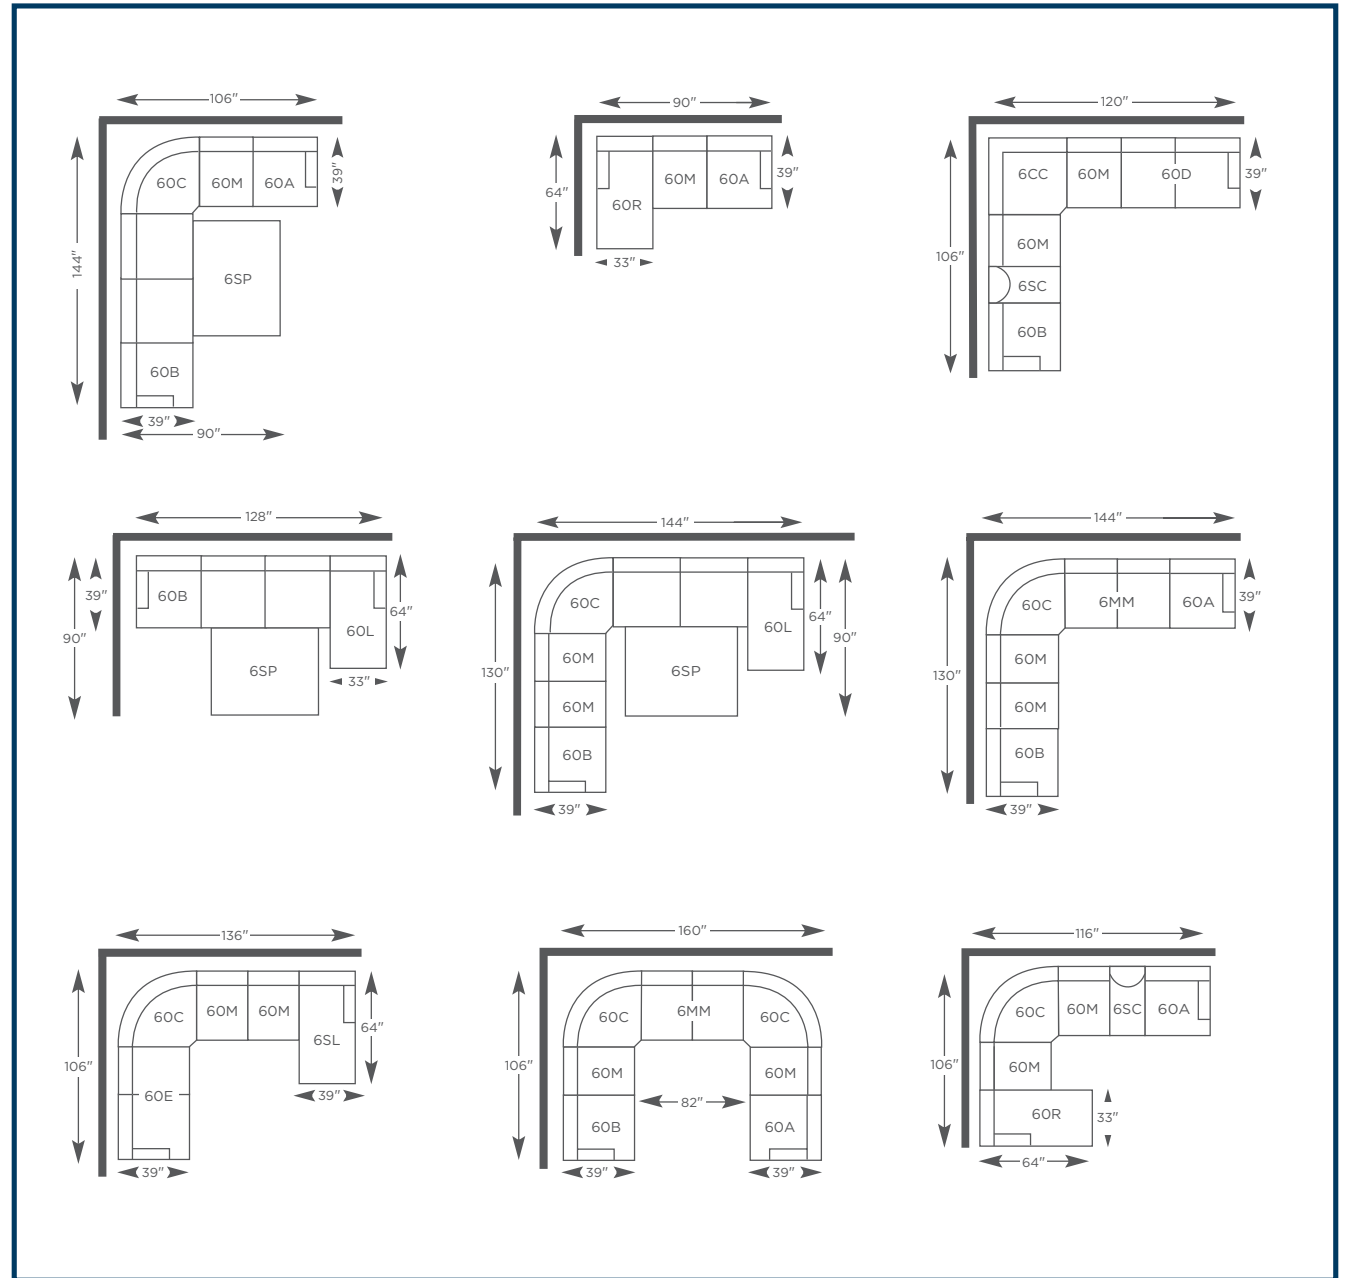 106"
60C 60M 60A 39"
144"
6SP
60B
39"
90"
90"
64" 60M 60A 39"
60R
33"
120"
6CC 60M 60D 39"
60M
106"
6SC
60B
128"
39" 60B
64"
90" 60L
6SP
33"
144"
60C
64"
60L 90"
60M
130" 6SP
60M
60B
39"
144"
60C 6MM 60A 39"
60M
130"
60M
60B
39"
136"
60C 60M 60M
64"
6SL
106"
60E 39"
39"
160"
60C 6MM 60C
106" 60M 60M
82"
60B 60A
39" 39"
116"
60C 60M 6SC 60A
106" 60M
60R 33"
64"